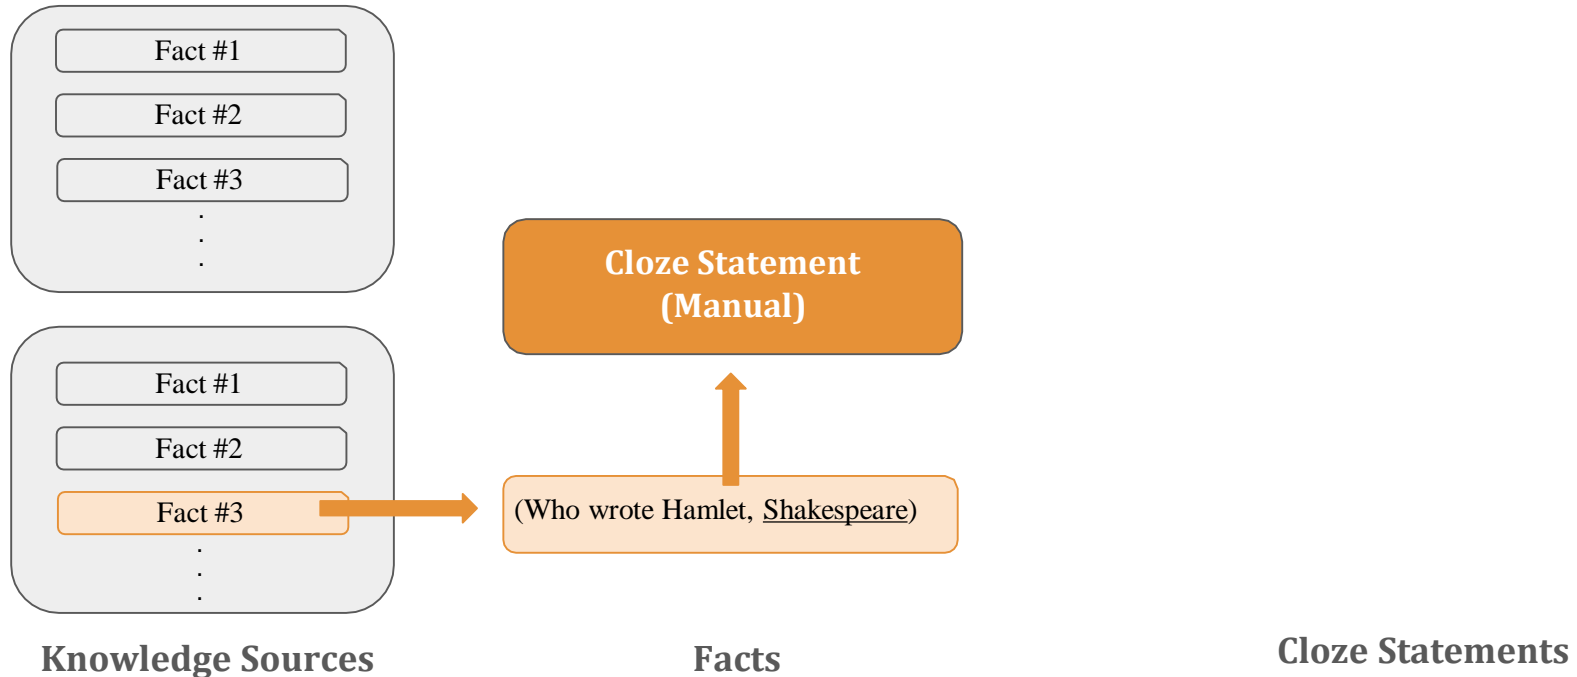 Fact #1
Fact #2
Fact #3
.
.
.
Cloze Statement
(Manual)
Fact #1
Fact #2
Fact #3
.
.
.
(Who wrote Hamlet, Shakespeare)
Knowledge Sources
Facts
Cloze Statements